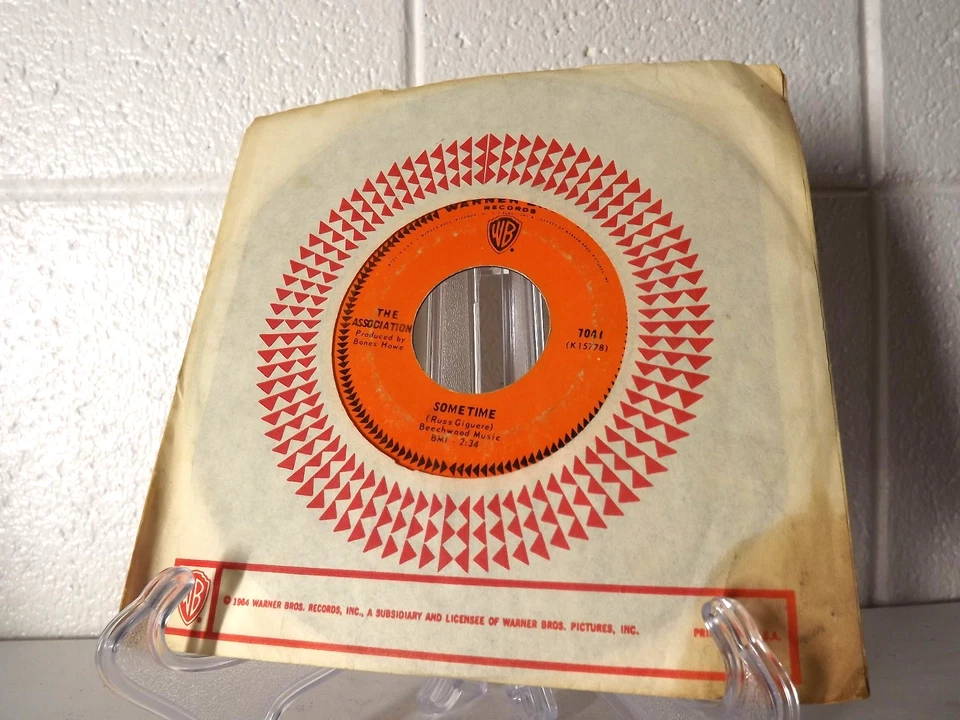 WARNER B
RECORDS
WB
THE
ASSOCIATION
Produced by
Bones Howe
7041
(K15778)
SOMETIME
(Russ Giguere)
Beechwood Music
BMI - 2:34
WB
© 1964 WARNER BROS. RECORDS, INC., A SUBSIDIARY AND LICENSEE OF WARNER BROS. PICTURES, INC.
PRI U.S.A.